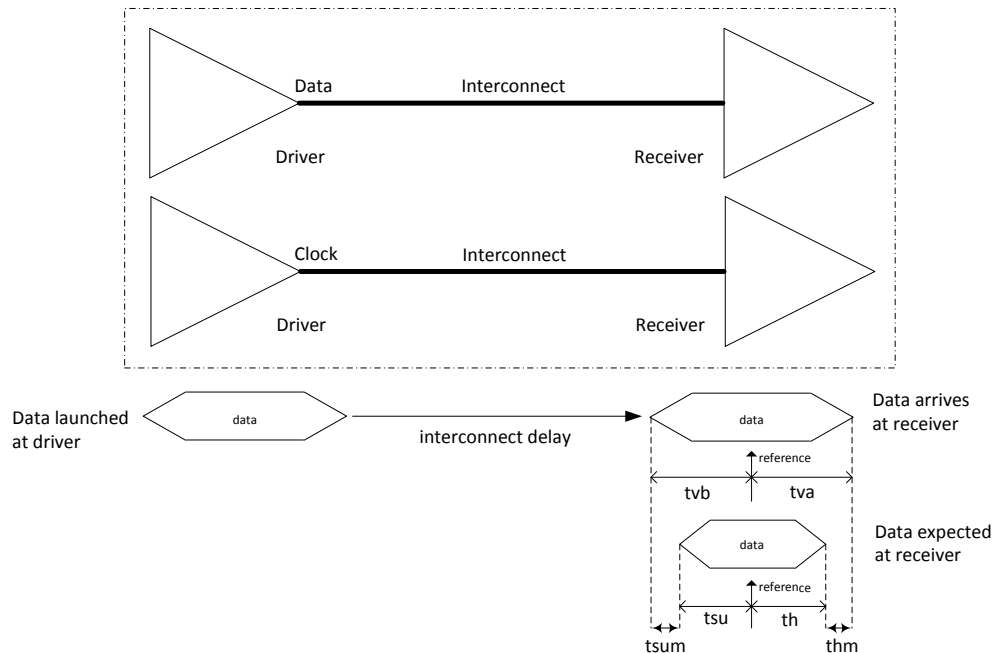 Data
Interconnect
Driver
Receiver
Clock
Interconnect
Driver
Receiver
Data launched
at driver
data
interconnect delay
data
Data arrives
at receiver
reference
tvb
tva
data
Data expected
at receiver
reference
tsu
th
tsum
thm